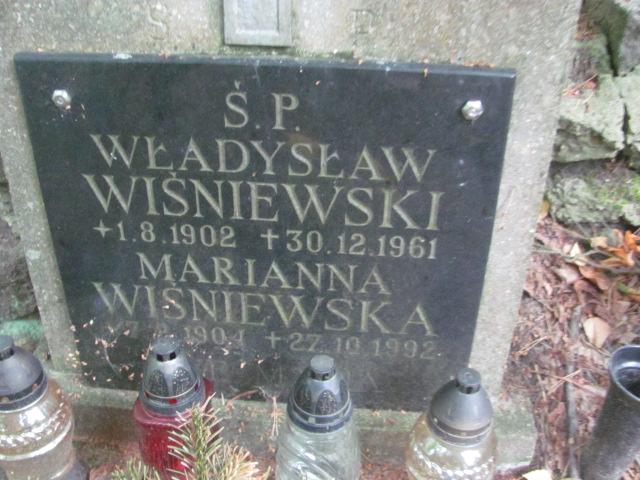 S P
Ś.P.
WŁADYSŁAW
WIŚNIEWSKI
+1.8.1902 +30.12.1961
MARIANNA
WIŚNIEWSKA
1904 +27.10.1992